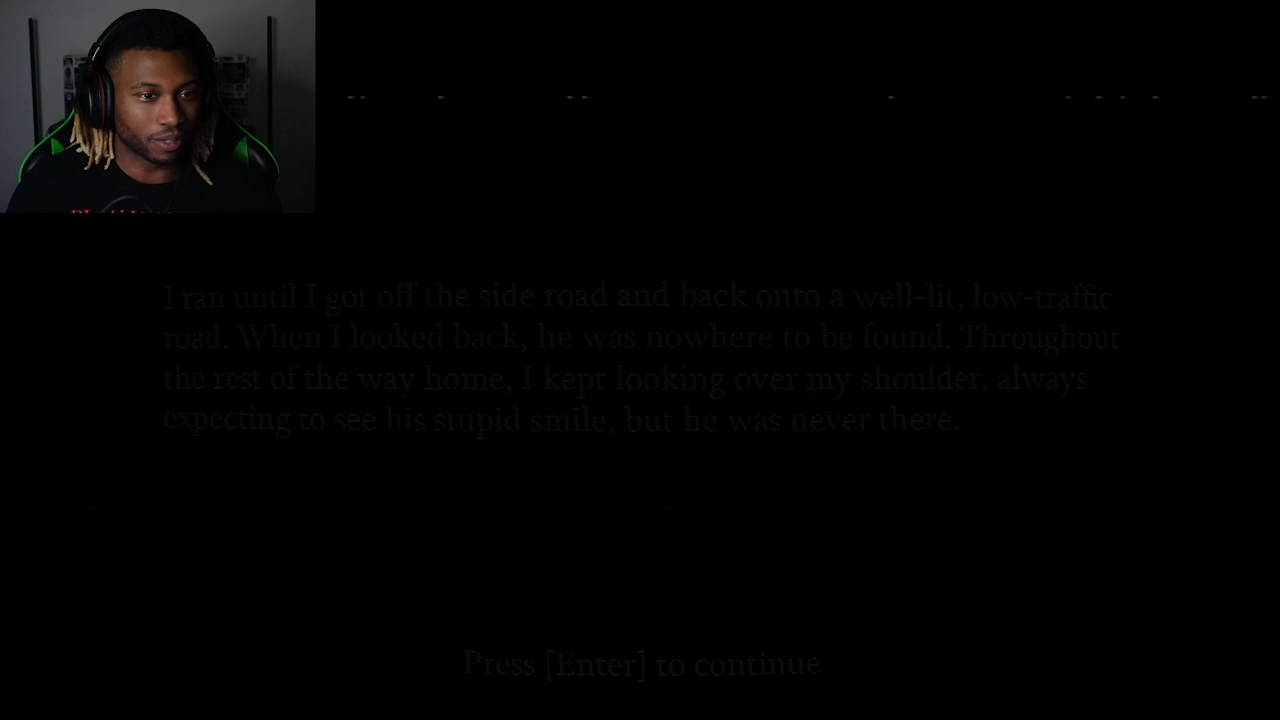 I ran until I got off the side road and back onto a well-lit, low-traffic
road. When I looked back, he was nowhere to be found. Throughout
the rest of the way home, I kept looking over my shoulder, always
expecting to see his stupid smile, but he was never there.
Press [Enter] to continue